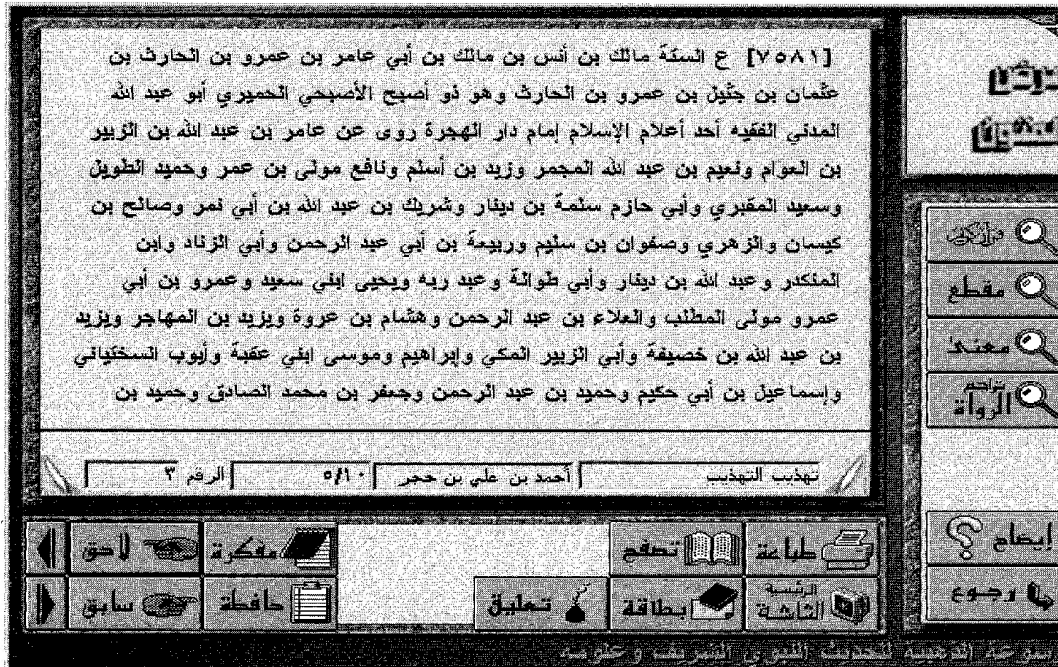 [٧٥٨١] ع الستة مالك بن أنس بن مالك بن أبي عامر بن عمرو بن الحارث بن
عثمان بن جثيل بن عمرو بن الحارث وهو ذو أصبح الأصبحي الحميري أبو عبد الله
المدني الفقيه أحد أعلام الإسلام إمام دار الهجرة روى عن عامر بن عبد الله بن الزبير
بن العوام ونعيم بن عبد الله المجمر وزيد بن أسلم ونافع مولى بن عمر وحميد الطويل
وسعيد المقبري وأبي حازم سلمة بن دينار وشريك بن عبد الله بن أبي نمر وصالح بن
كيسان والزهري وصفوان بن سليم وربيعة بن أبي عبد الرحمن وأبي الزناد وابن
المنكدر وعبد الله بن دينار وأبي طوالة وعبد ربه ويحيى ابني سعيد وعمرو بن أبي
عمرو مولى المطلب والعلاء بن عبد الرحمن وهشام بن عروة ويزيد بن المهاجر ويزيد
بن عبد الله بن خصيفة وأبي الزبير المكي وإبراهيم وموسى ابني عقبة وأيوب السختياني
وإسماعيل بن أبي حكيم وحميد بن عبد الرحمن وجعفر بن محمد الصادق وحميد بن
تهذيب التهذيب
أحمد بن علي بن حجر
٥/١٠
الرقم ٣
مقطع
معنى
تراجم الرواة
إيضاح
رجوع
طباعة
تصفح
مفكرة
لاحق
الرئيسة
الشاشة
بطاقة
تعليق
حافظة
سابق
الذهبية للحديث النبوي الشريف وعلومه